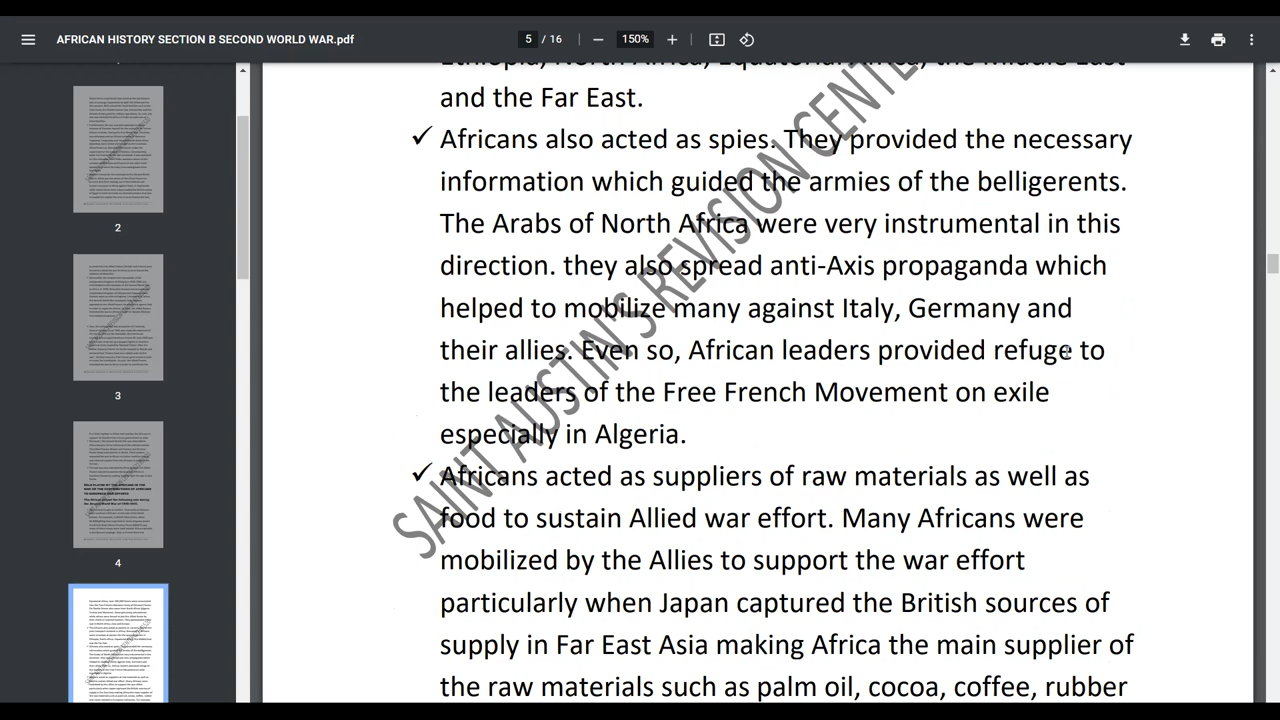 AFRICAN HISTORY SECTION B SECOND WORLD WAR.pdf
5 / 16
150%
and the Far East.
✓ Africans also acted as spies. They provided the necessary
information which guided the armies of the belligerents.
The Arabs of North Africa were very instrumental in this
direction. they also spread anti-Axis propaganda which
helped to mobilize many against Italy, Germany and
their allies. Even so, African leaders provided refuge to
the leaders of the Free French Movement on exile
especially in Algeria.
✓ Africans acted as suppliers of raw materials as well as
food to sustain Allied war effort. Many Africans were
mobilized by the Allies to support the war effort
particularly when Japan captured the British sources of
supply in Far East Asia making Africa the main supplier of
the raw materials such as palm oil, cocoa, coffee, rubber
SAINT AUSTIN'S REVISION CENTE
2
3
4